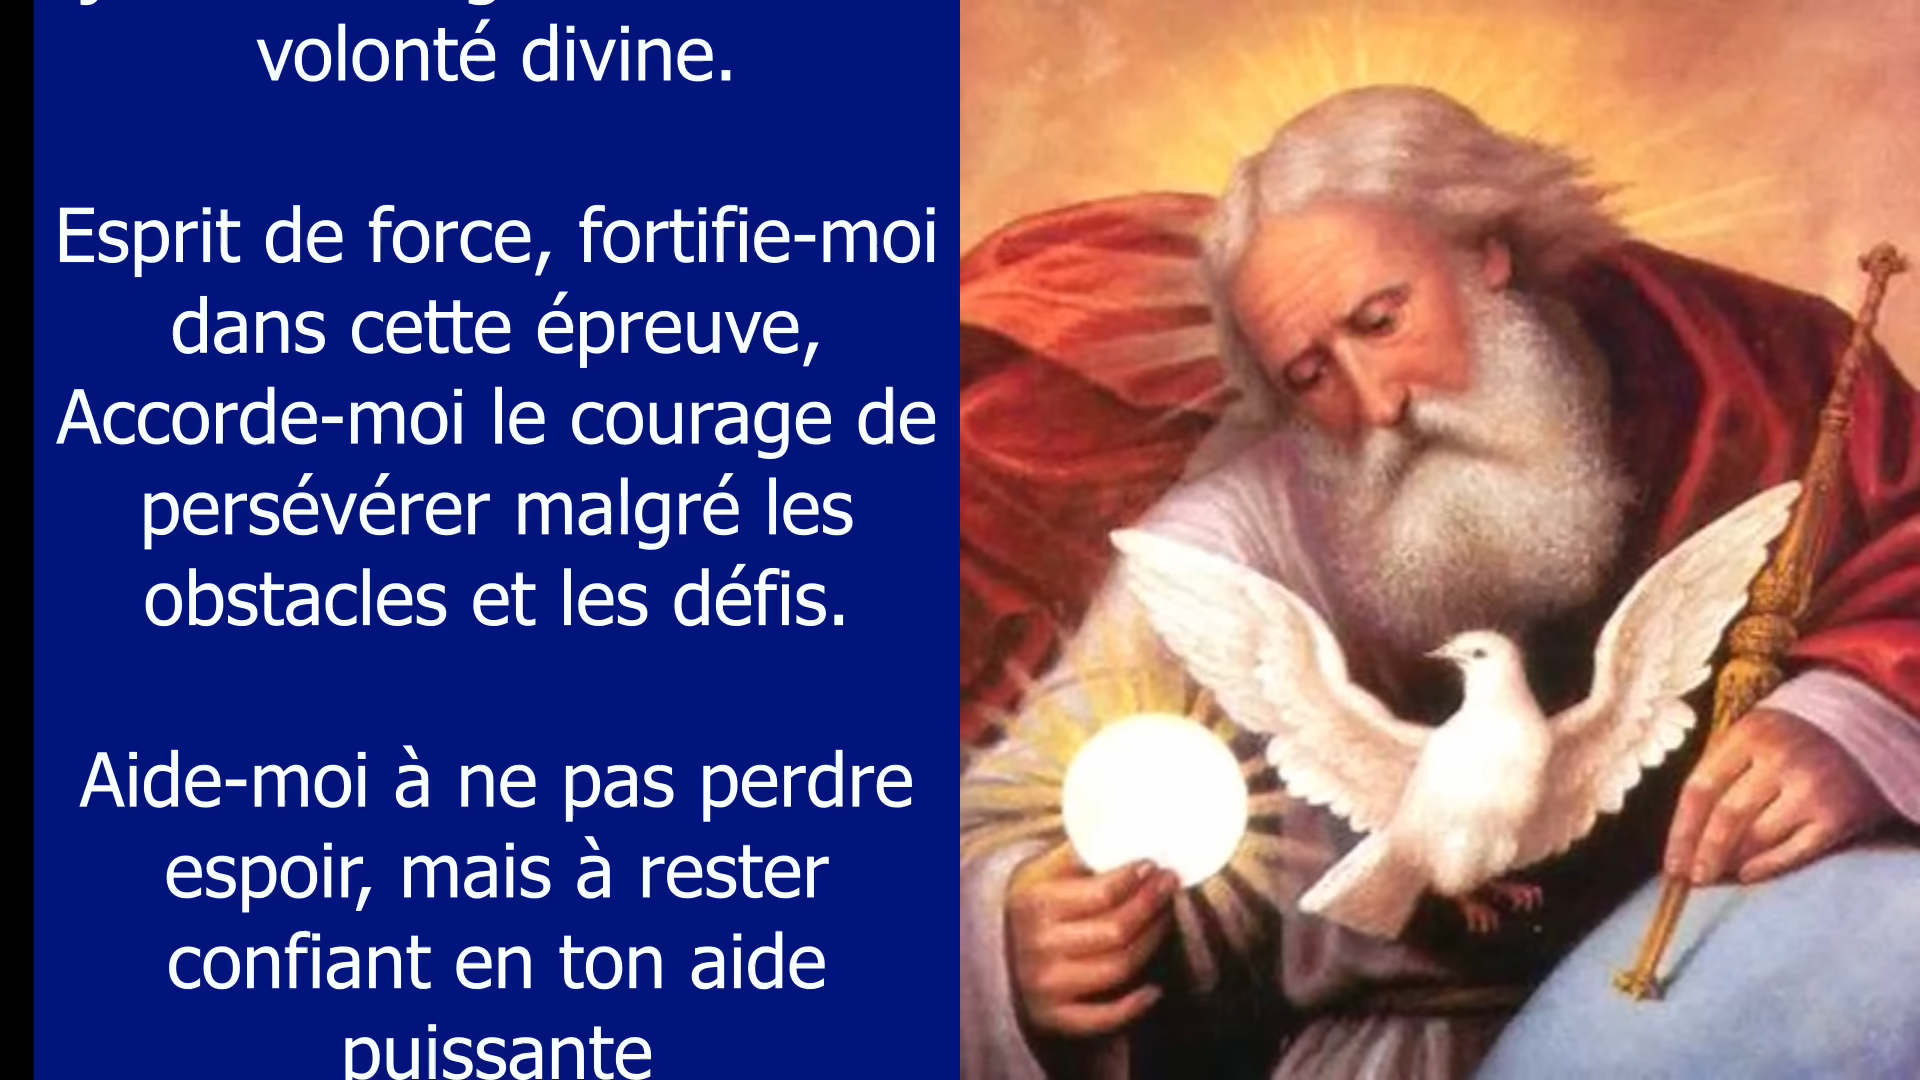 volonté divine.
Esprit de force, fortifie-moi
dans cette épreuve,
Accorde-moi le courage de
persévérer malgré les
obstacles et les défis.
Aide-moi à ne pas perdre
espoir, mais à rester
confiant en ton aide
puissante